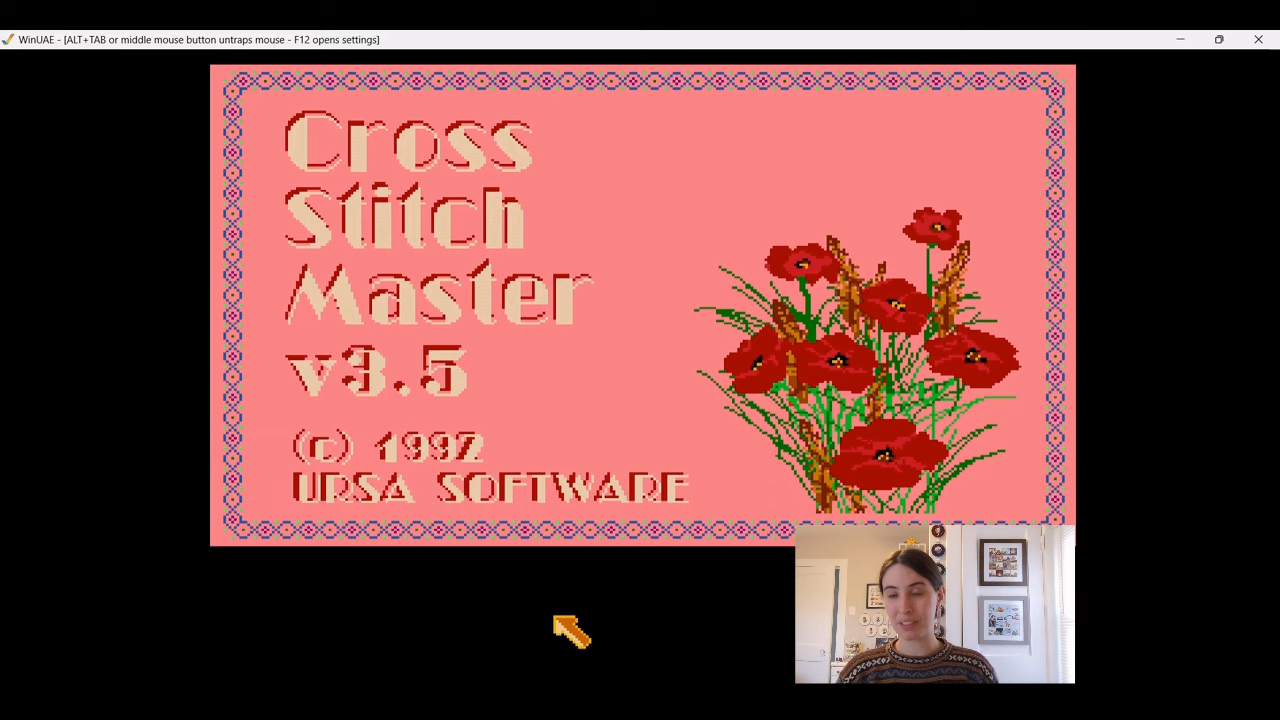 WinUAE - [ALT+TAB or middle mouse button untraps mouse - F12 opens settings]
Cross
Stitch
Master
v3.5
(c) 1992
URSA SOFTWARE